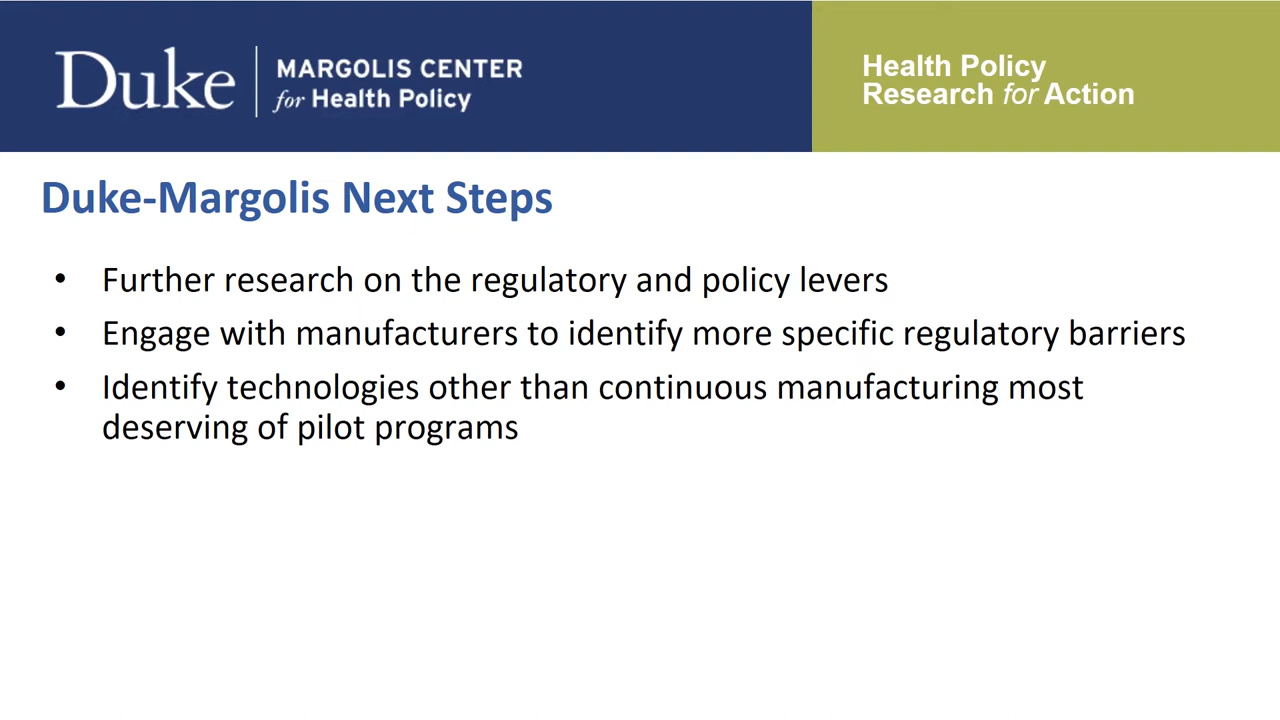 Duke
MARGOLIS CENTER
for Health Policy
Health Policy
Research for Action
Duke-Margolis Next Steps
• Further research on the regulatory and policy levers
• Engage with manufacturers to identify more specific regulatory barriers
• Identify technologies other than continuous manufacturing most
deserving of pilot programs